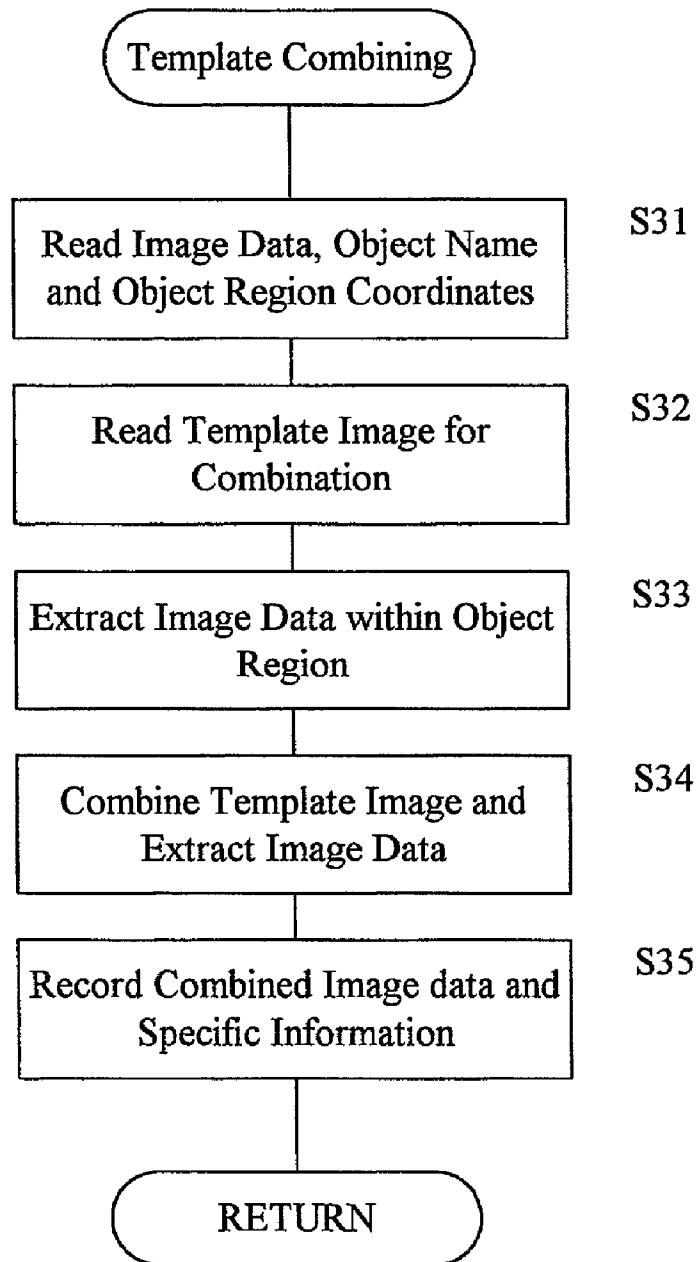 Template Combining
S31
Read Image Data, Object Name
and Object Region Coordinates
S32
Read Template Image for
Combination
S33
Extract Image Data within Object
Region
S34
Combine Template Image and
Extract Image Data
S35
Record Combined Image data and
Specific Information
RETURN